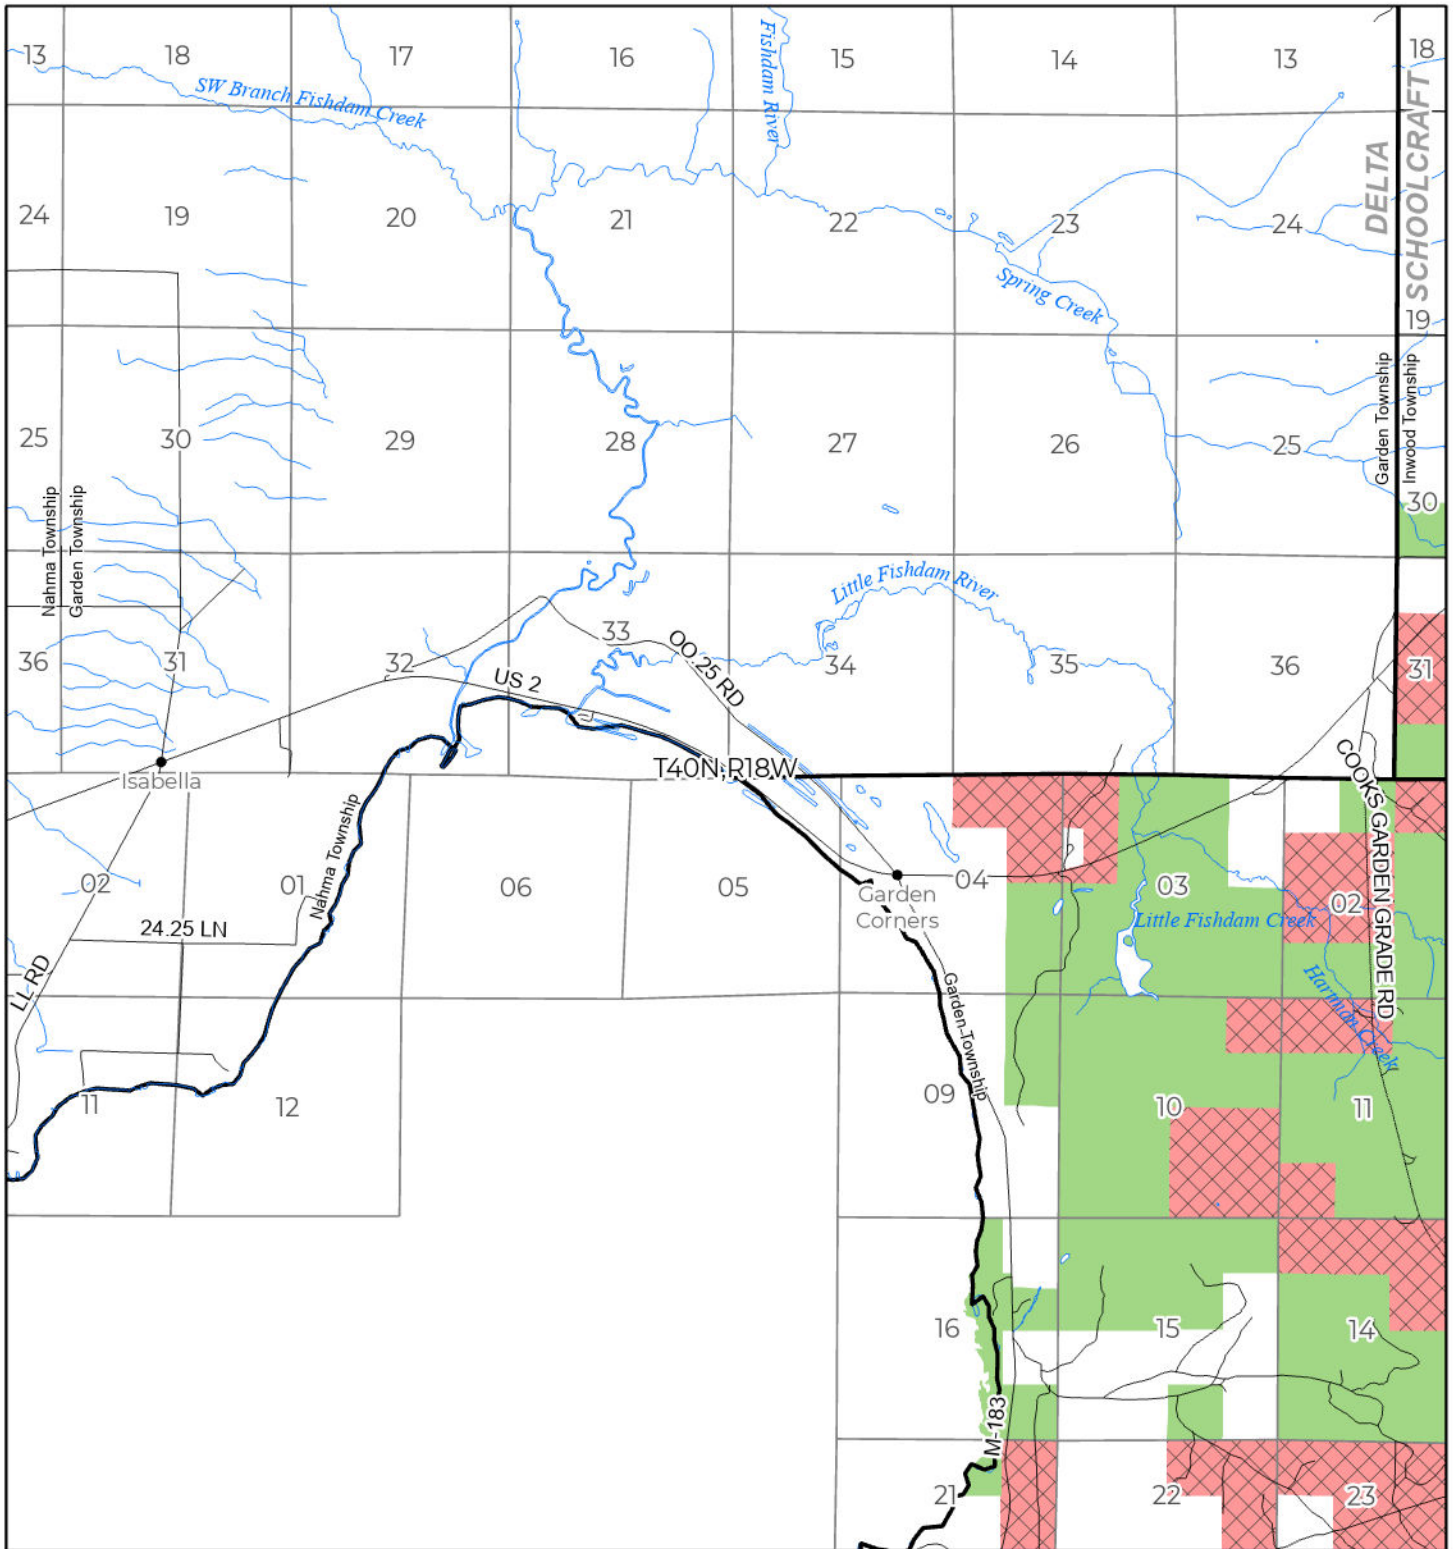 13
18
17
16
15
14
13
18
SW Branch Fishdam Creek
Fishdam River
DELTA
SCHOOLCRAFT
24
19
20
21
22
23
24
19
Spring Creek
Garden Township
Inwood Township
25
30
29
28
27
26
25
30
Nahma Township
Garden Township
Little Fishdam River
36
31
32
33
34
35
36
31
OO.25 RD
US 2
Isabella
T40N,R18W
COOKS GARDEN GRADE RD
Nahma Township
02
01
06
05
04
03
02
Garden
Corners
Little Fishdam Creek
24.25 LN
LL RD
Hartman Creek
Garden Township
11
12
09
10
11
16
15
14
M-183
21
22
23